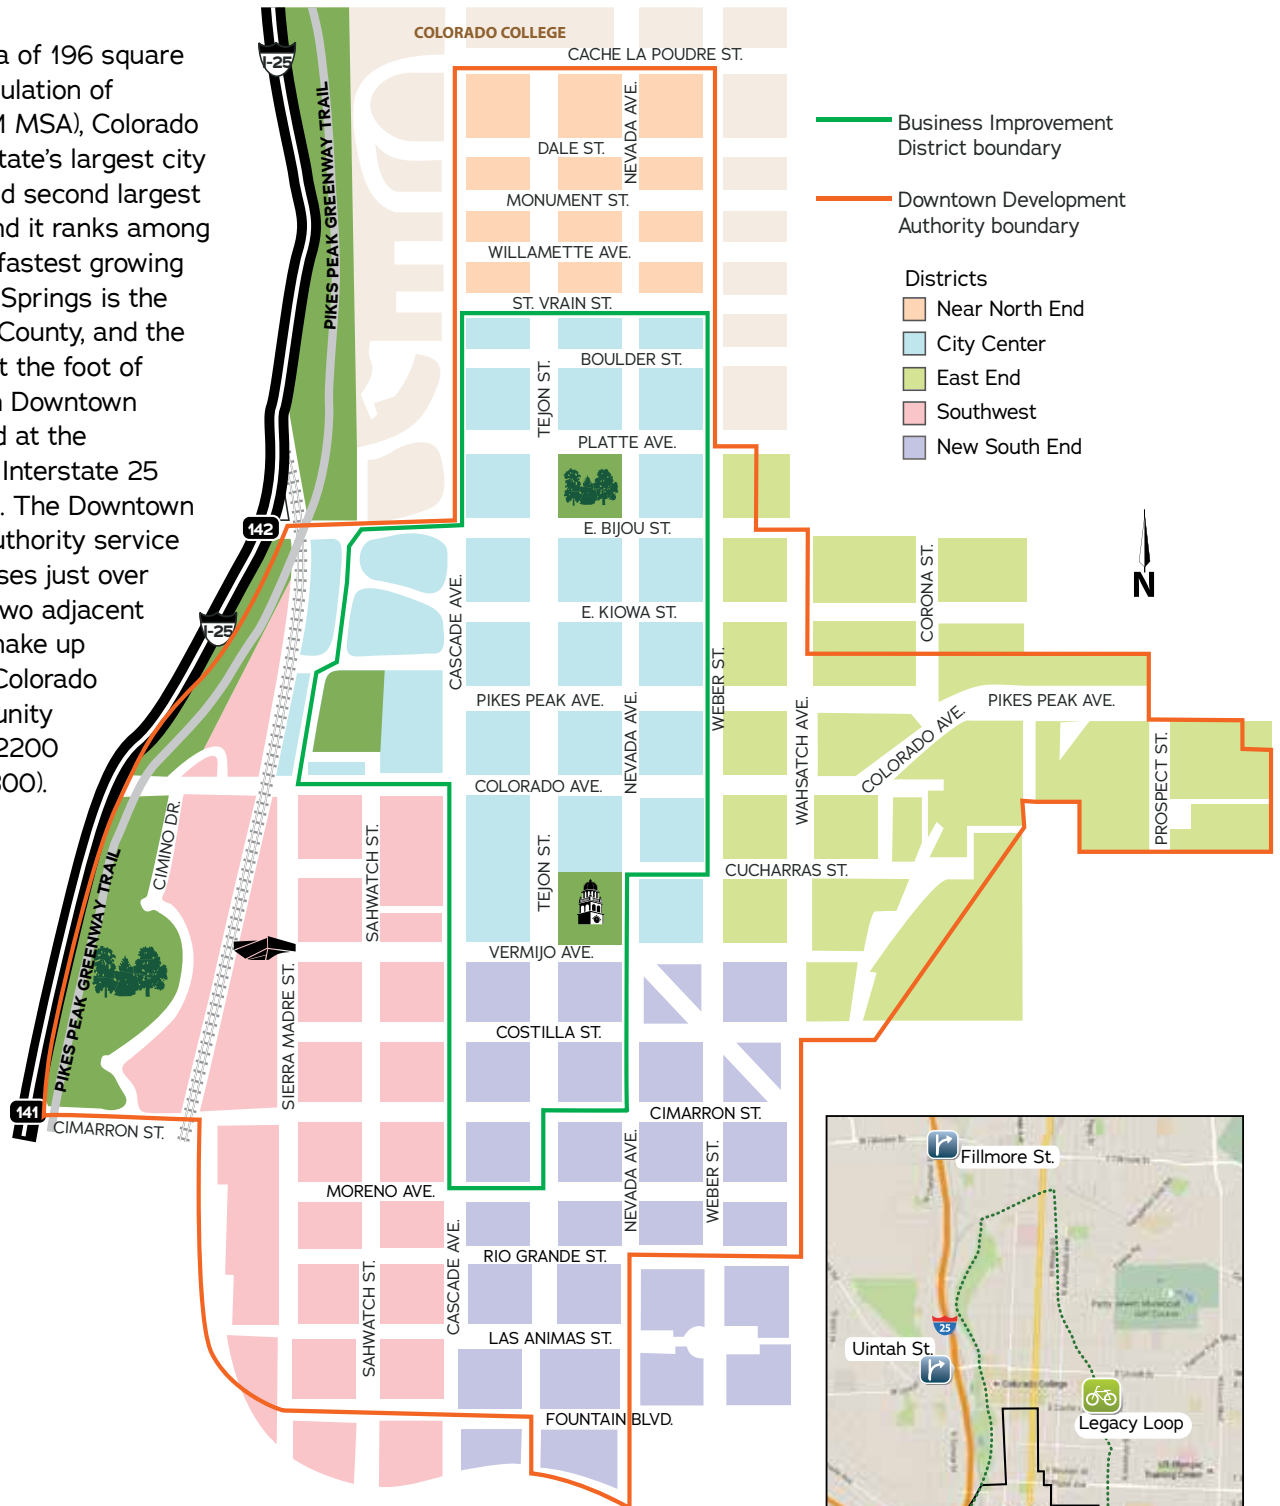 a of 196 square
ulation of
1 MSA), Colorado
tate's largest city
d second largest
nd it ranks among
fastest growing
Springs is the
County, and the
t the foot of
n Downtown
d at the
Interstate 25
. The Downtown
uthority service
ses just over
wo adjacent
make up
Colorado
unity
2200
300).
COLORADO COLLEGE
CACHE LA POUDRE ST.
I-25
PIKES PEAK GREENWAY TRAIL
NEVADA AVE.
DALE ST.
MONUMENT ST.
WILLAMETTE AVE.
ST. VRAIN ST.
BOULDER ST.
TEJON ST.
PLATTE AVE.
E. BIJOU ST.
142
E. KIOWA ST.
CASCADE AVE.
I-25
PIKES PEAK AVE.
NEVADA AVE.
WEBER ST.
WAHSATCH AVE.
CORONA ST.
PIKES PEAK AVE.
COLORADO AVE.
PROSPECT ST.
COLORADO AVE.
CIMINO DR.
SAHWATCH ST.
TEJON ST.
CUCHARRAS ST.
PIKES PEAK GREENWAY TRAIL
VERMIJO AVE.
SIERRA MADRE ST.
COSTILLA ST.
141
CIMARRON ST.
CIMARRON ST.
MORENO AVE.
NEVADA AVE.
WEBER ST.
CASCADE AVE.
RIO GRANDE ST.
SAHWATCH ST.
LAS ANIMAS ST.
FOUNTAIN BLVD.
Business Improvement
District boundary
Downtown Development
Authority boundary
Districts
Near North End
City Center
East End
Southwest
New South End
N
Fillmore St.
25
Uintah St.
Colorado College
Legacy Loop